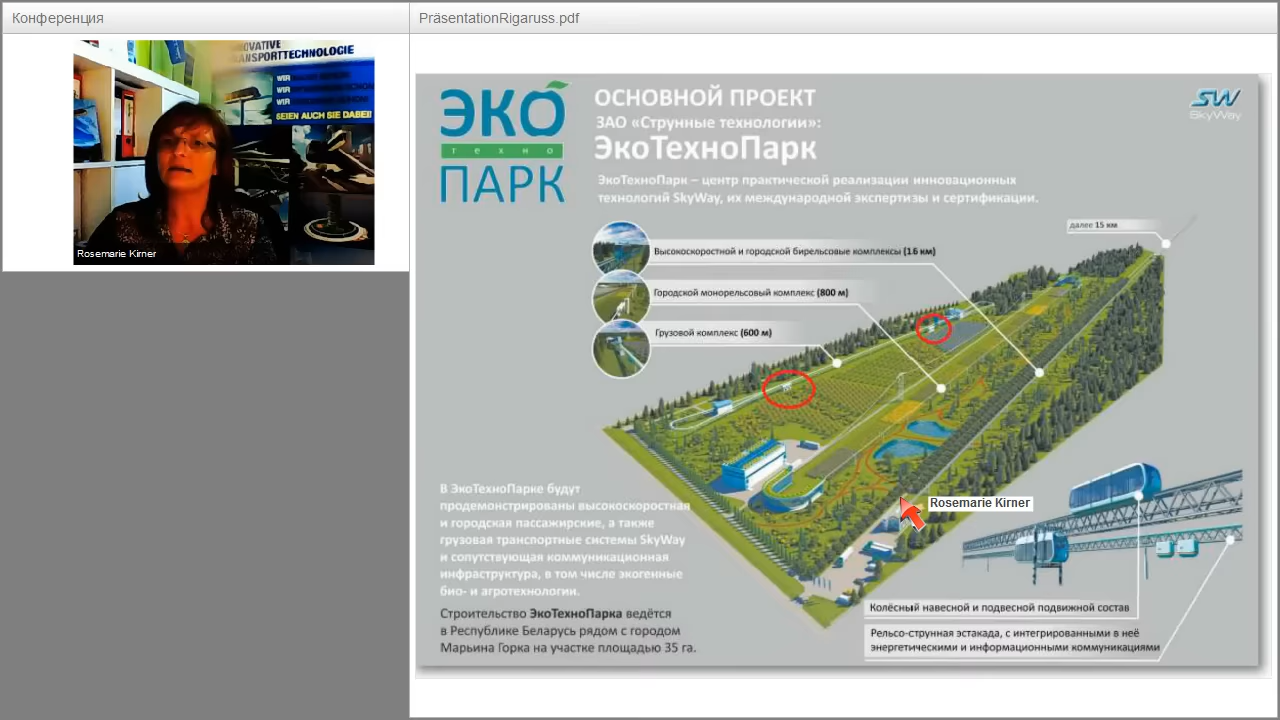 Конференция
PräsentationRigaruss.pdf
NOVATIVE
ANSPORTTECHNOLOGIE
WIR
WIR
WIR
SEIEN AUCH SIE DABEI!
Rosemarie Kirner
ЭКО
техно
ПАРК
ОСНОВНОЙ ПРОЕКТ
ЗАО «Струнные технологии»:
ЭкоТехноПарк
ЭкоТехноПарк – центр практической реализации инновационных
технологий SkyWay, их международной экспертизы и сертификации.
SW
SkyWay
далее 15 км
Высокоскоростной и городской бирельсовые комплексы (1.6 км)
Городской монорельсовый комплекс (800 м)
Грузовой комплекс (600 м)
В ЭкоТехноПарке будут
продемонстрированы высокоскоростная
и городская пассажирские, а также
грузовая транспортные системы SkyWay
и сопутствующая коммуникационная
инфраструктура, в том числе экогенные
био- и агротехнологии.
Строительство ЭкоТехноПарка ведётся
в Республике Беларусь рядом с городом
Марьина Горка на участке площадью 35 га.
Rosemarie Kirner
Колёсный навесной и подвесной подвижной состав
Рельсо-струнная эстакада, с интегрированными в неё
энергетическими и информационными коммуникациями